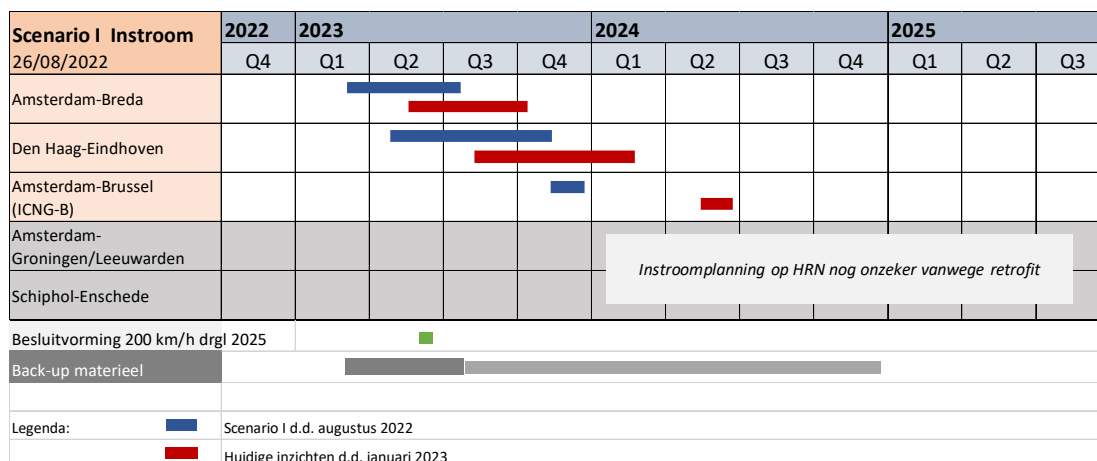 Scenario I  Instroom
26/08/2022
2022 2023 2024 2025
Q4 Q1 Q2 Q3 Q4 Q1 Q2 Q3 Q4 Q1 Q2 Q3
Amsterdam-Breda
Den Haag-Eindhoven
Amsterdam-Brussel
(ICNG-B)
Amsterdam-
Groningen/Leeuwarden
Instroomplanning op HRN nog onzeker vanwege retrofit
Schiphol-Enschede
Besluitvorming 200 km/h drgl 2025
Back-up materieel
Legenda:
Scenario I d.d. augustus 2022
Huidige inzichten d.d. januari 2023